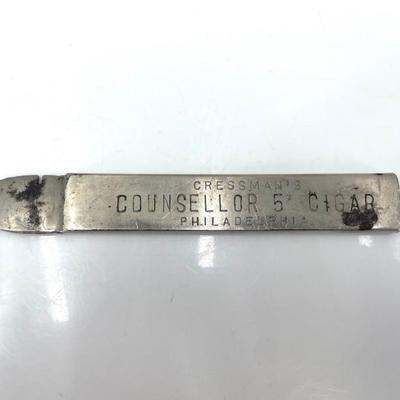 CRESSMAN'S
COUNSELLOR 5¢ CIGAR
PHILADELPHIA